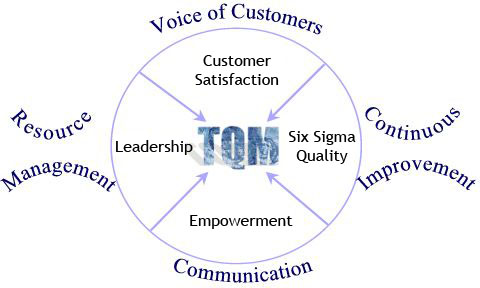 Voice of Customers
Customer
Satisfaction
Resource
Management
Leadership
TQM
Six Sigma
Quality
Continuous
Improvement
Empowerment
Communication